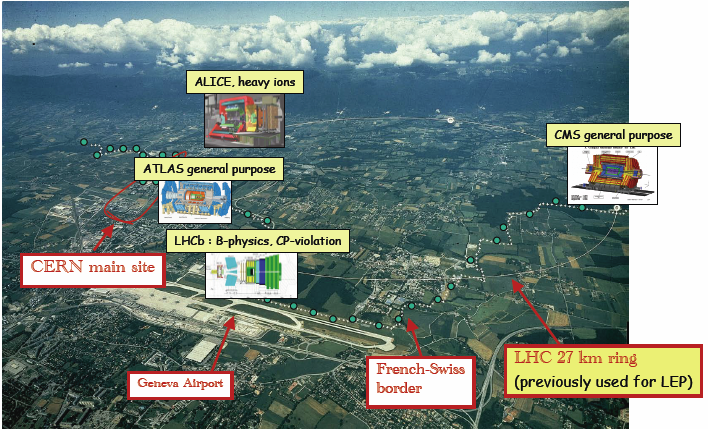 ALICE, heavy ions
CMS general purpose
ATLAS general purpose
LHCb : B-physics, CP-violation
CERN main site
LHC 27 km ring
(previously used for LEP)
French-Swiss
border
Geneva Airport